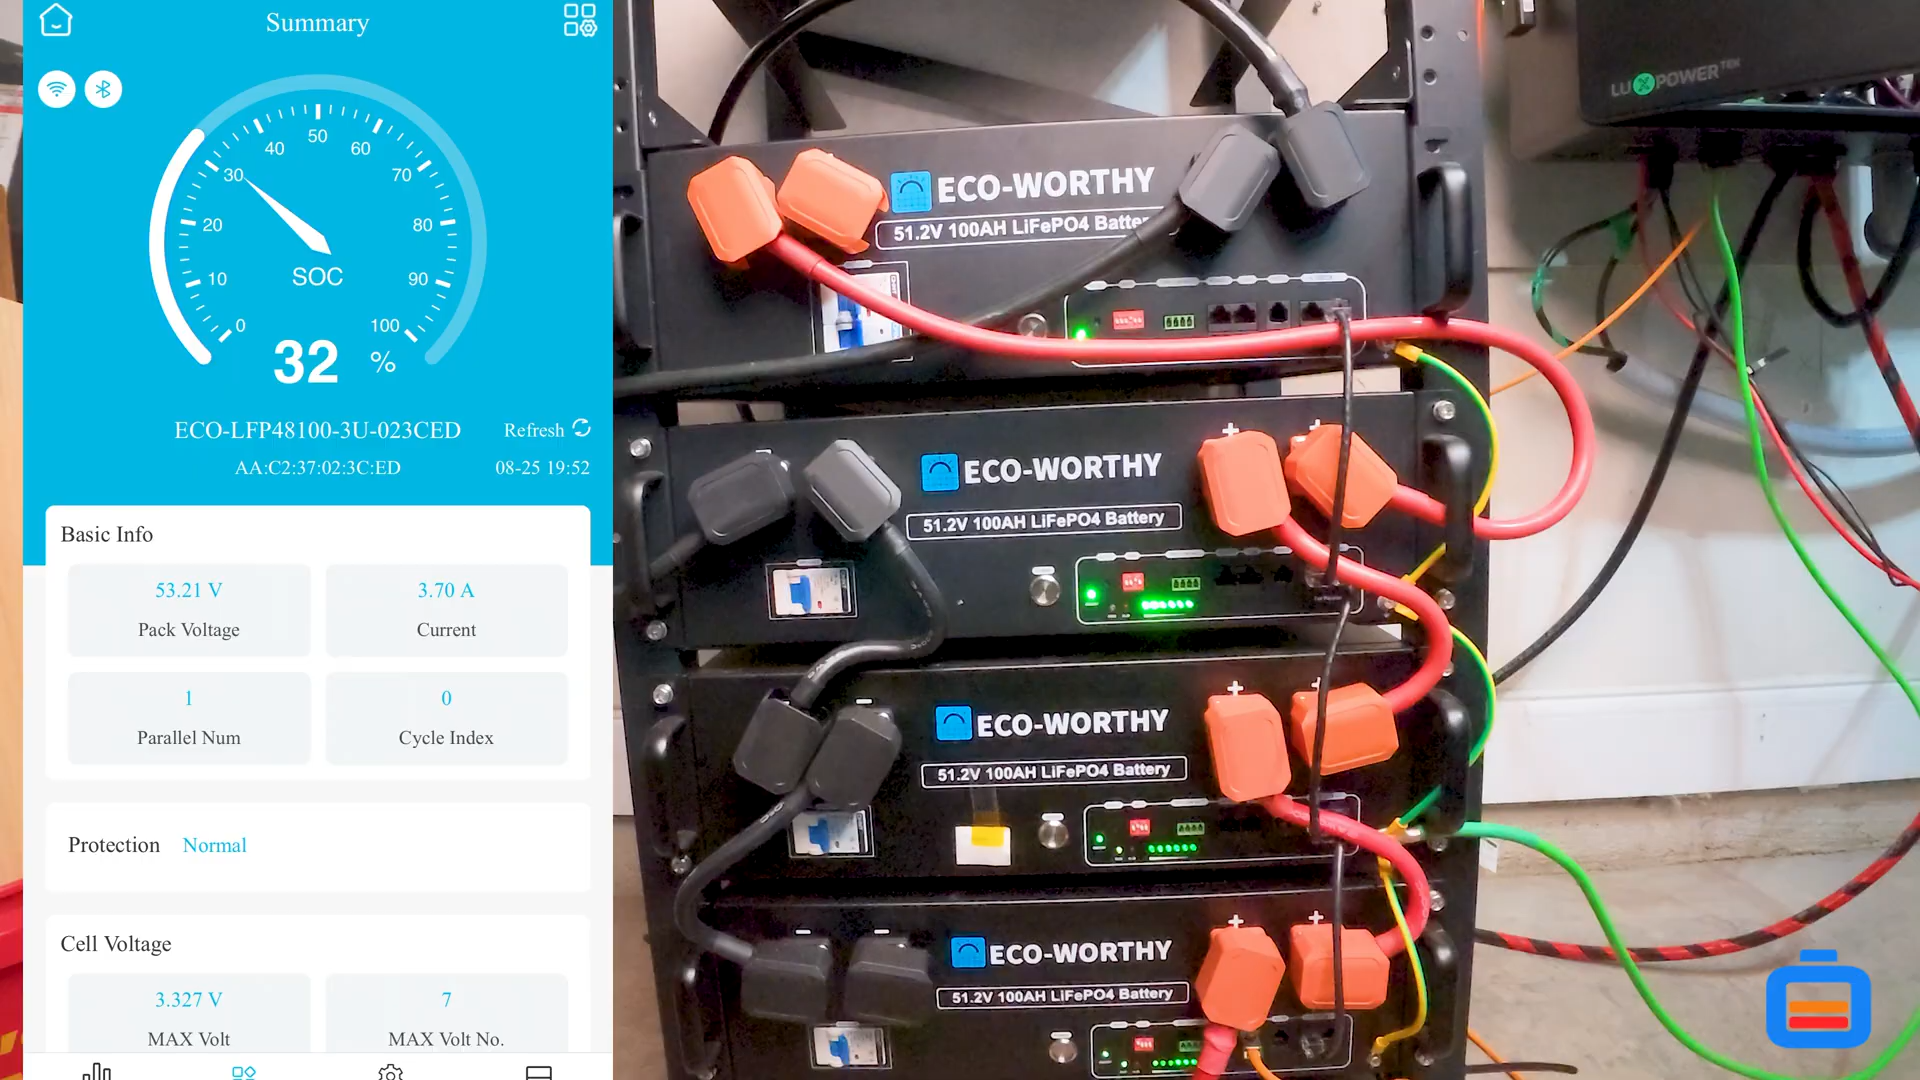 Summary
50
40
60
30
70
20
80
SOC
10
90
0
100
32 %
ECO-LFP48100-3U-023CED
Refresh
AA:C2:37:02:3C:ED
08-25 19:52
Basic Info
53.21 V
3.70 A
Pack Voltage
Current
1
0
Parallel Num
Cycle Index
Protection Normal
Cell Voltage
3.327 V
7
MAX Volt
MAX Volt No.
LUXPOWERTEK
ECO-WORTHY
51.2V 100AH LiFePO4 Batter
ECO-WORTHY
51.2V 100AH LiFePO4 Battery
ECO-WORTHY
51.2V 100AH LiFePO4 Battery
ECO-WORTHY
51.2V 100AH LiFePO4 Battery